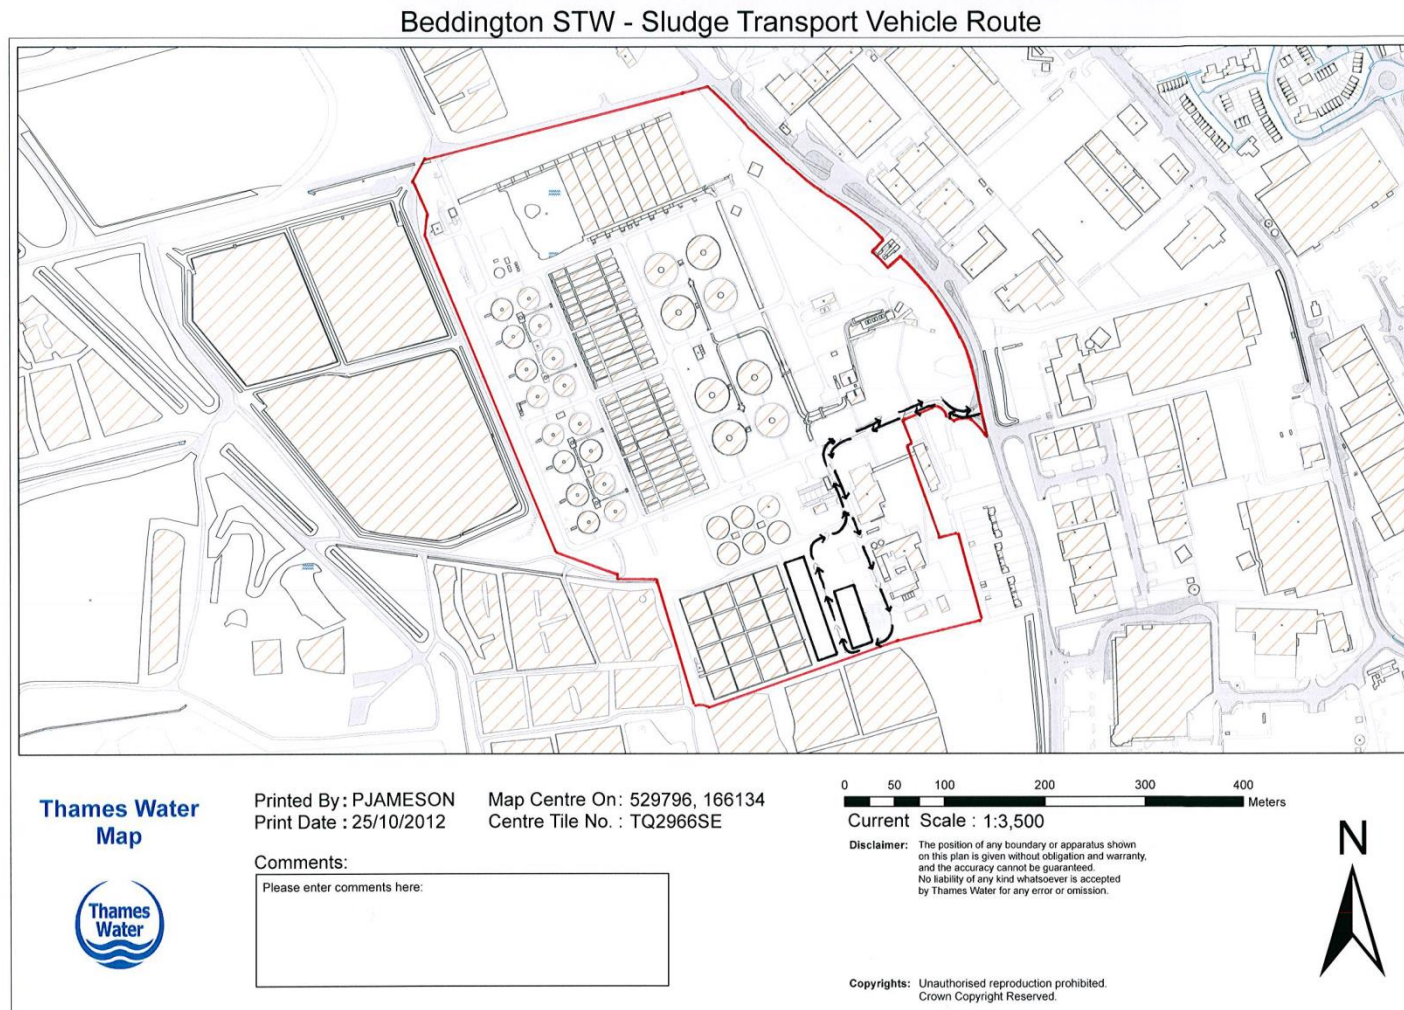 Beddington STW - Sludge Transport Vehicle Route
Thames Water
Map
Thames
Water
Printed By: PJAMESON
Print Date : 25/10/2012
Map Centre On: 529796, 166134
Centre Tile No. : TQ2966SE
Comments:
Please enter comments here:
0 50 100 200 300 400
Meters
Current Scale : 1:3,500
Disclaimer: The position of any boundary or apparatus shown
on this plan is given without obligation and warranty,
and the accuracy cannot be guaranteed.
No liability of any kind whatsoever is accepted
by Thames Water for any error or omission.
N
Copyrights: Unauthorised reproduction prohibited.
Crown Copyright Reserved.